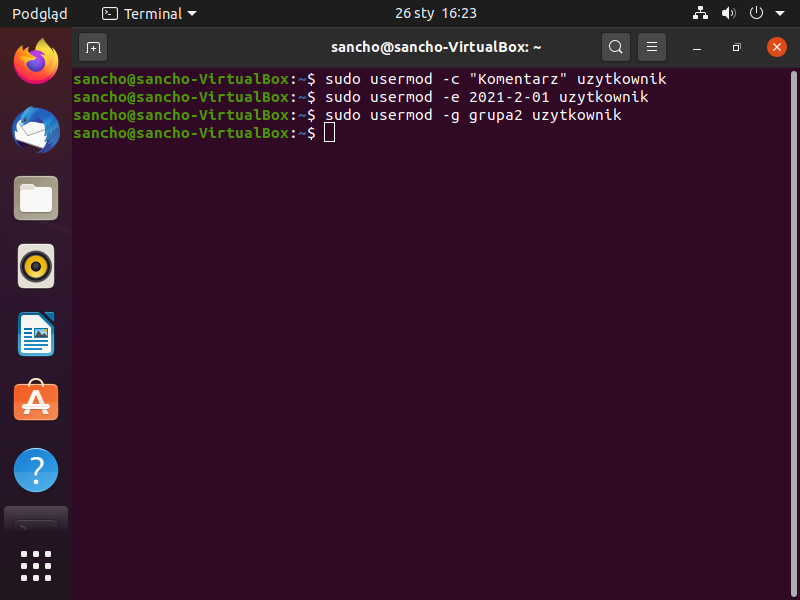 Podgląd
Terminal
26 sty 16:23
sancho@sancho-VirtualBox: ~
sancho@sancho-VirtualBox:~$ sudo usermod -c "Komentarz" uzytkownik
sancho@sancho-VirtualBox:~$ sudo usermod -e 2021-2-01 uzytkownik
sancho@sancho-VirtualBox:~$ sudo usermod -g grupa2 uzytkownik
sancho@sancho-VirtualBox:~$